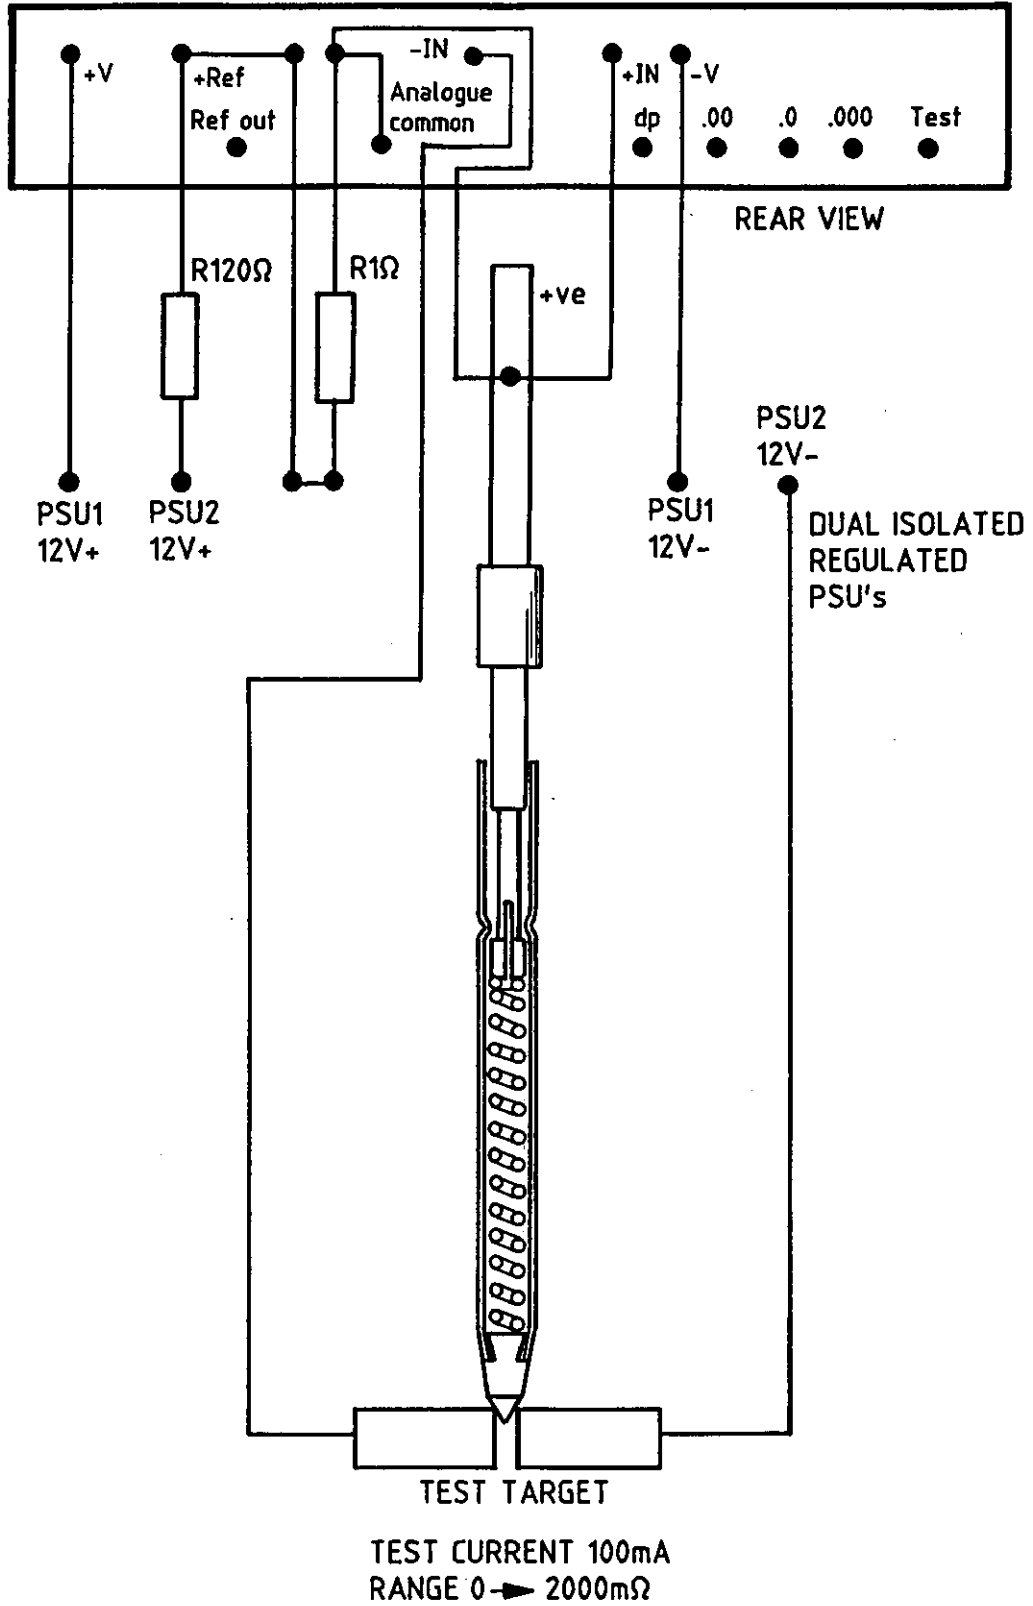 +V
+Ref
Ref out
-IN
Analogue
common
+IN
-V
dp
.00
.0
.000
Test
REAR VIEW
R120Ω
R1Ω
+ve
PSU2
12V-
PSU1
12V+
PSU2
12V+
PSU1
12V-
DUAL ISOLATED
REGULATED
PSU's
TEST TARGET
TEST CURRENT 100mA
RANGE 0→ 2000mΩ